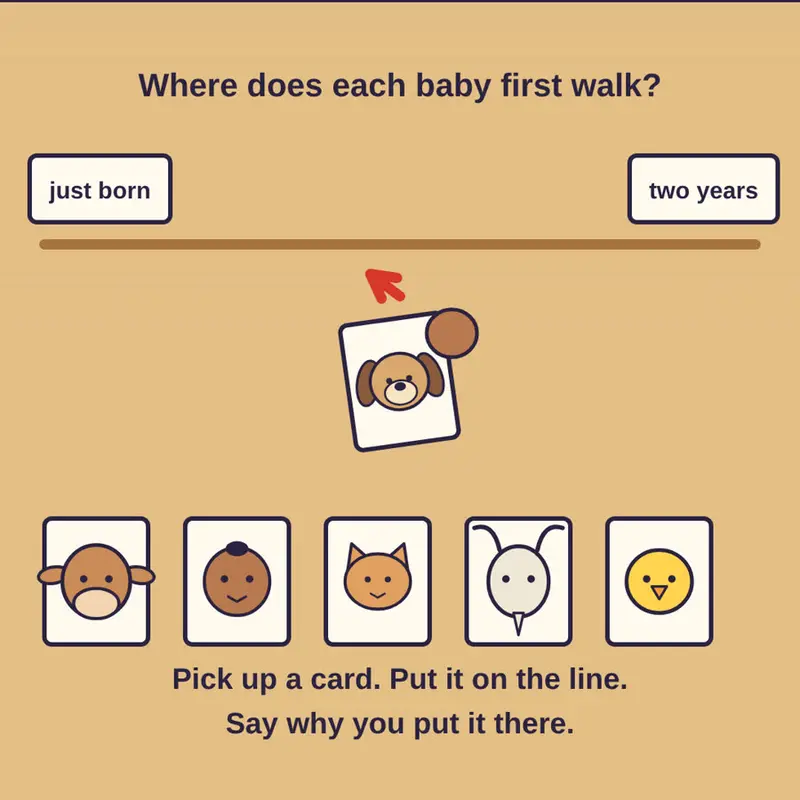 Where does each baby first walk?
just born
two years
Pick up a card. Put it on the line.
Say why you put it there.